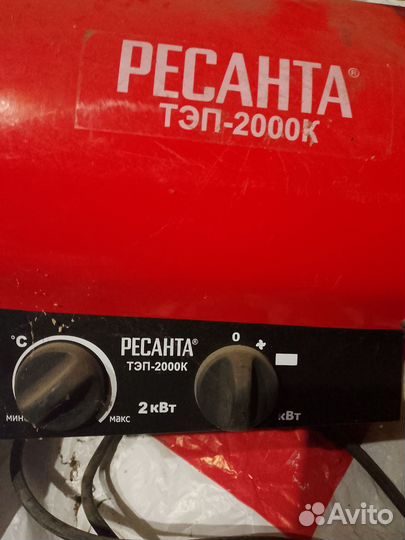 РЕСАНТА®
ТЭП-2000К
°C
РЕСАНТА®
ТЭП-2000К
0
мин
макс
2 кВт
кВт
Avito